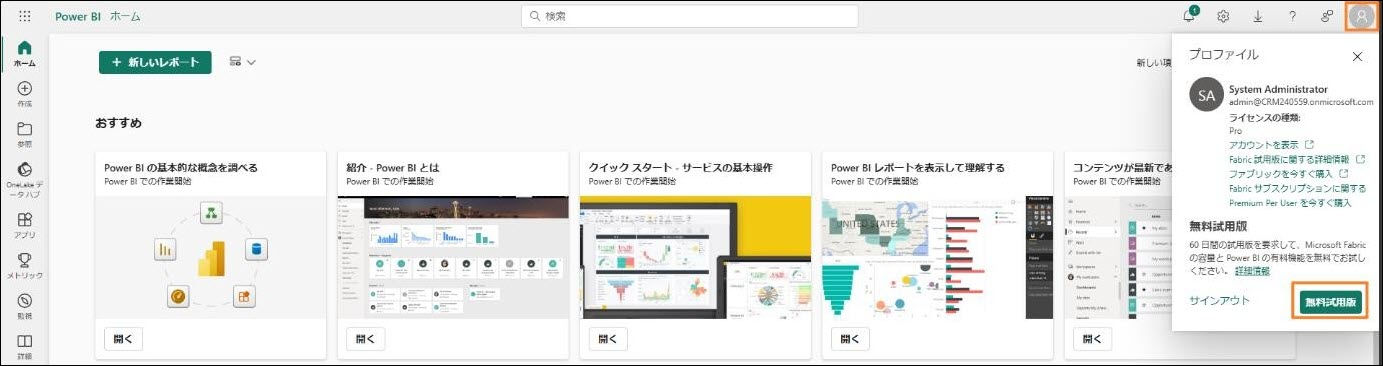 Power BI ホーム
検索
1
ホーム
作成
参照
OneLake デ
ータ ハブ
アプリ
メトリック
監視
詳細
+ 新しいレポート
新しい項
おすすめ
Power BI の基本的な概念を調べる
Power BI での作業開始
開く
紹介 - Power BI とは
Power BI での作業開始
開く
クイック スタート - サービスの基本操作
Power BI での作業開始
開く
Power BI レポートを表示して理解する
Power BI での作業開始
UNITED STATES
開く
コンテンツが最新であ
Power BI での作業開始
開く
プロファイル
SA
System Administrator
admin@CRM240559.onmicrosoft.com
ライセンスの種類:
Pro
アカウントを表示
Fabric 試用版に関する詳細情報
ファブリックを今すぐ購入
Fabric サブスクリプションに関する
Premium Per User を今すぐ購入
無料試用版
60 日間の試用版を要求して、Microsoft Fabric
の容量と Power BI の有料機能を無料でお試し
ください。 詳細情報
サインアウト
無料試用版